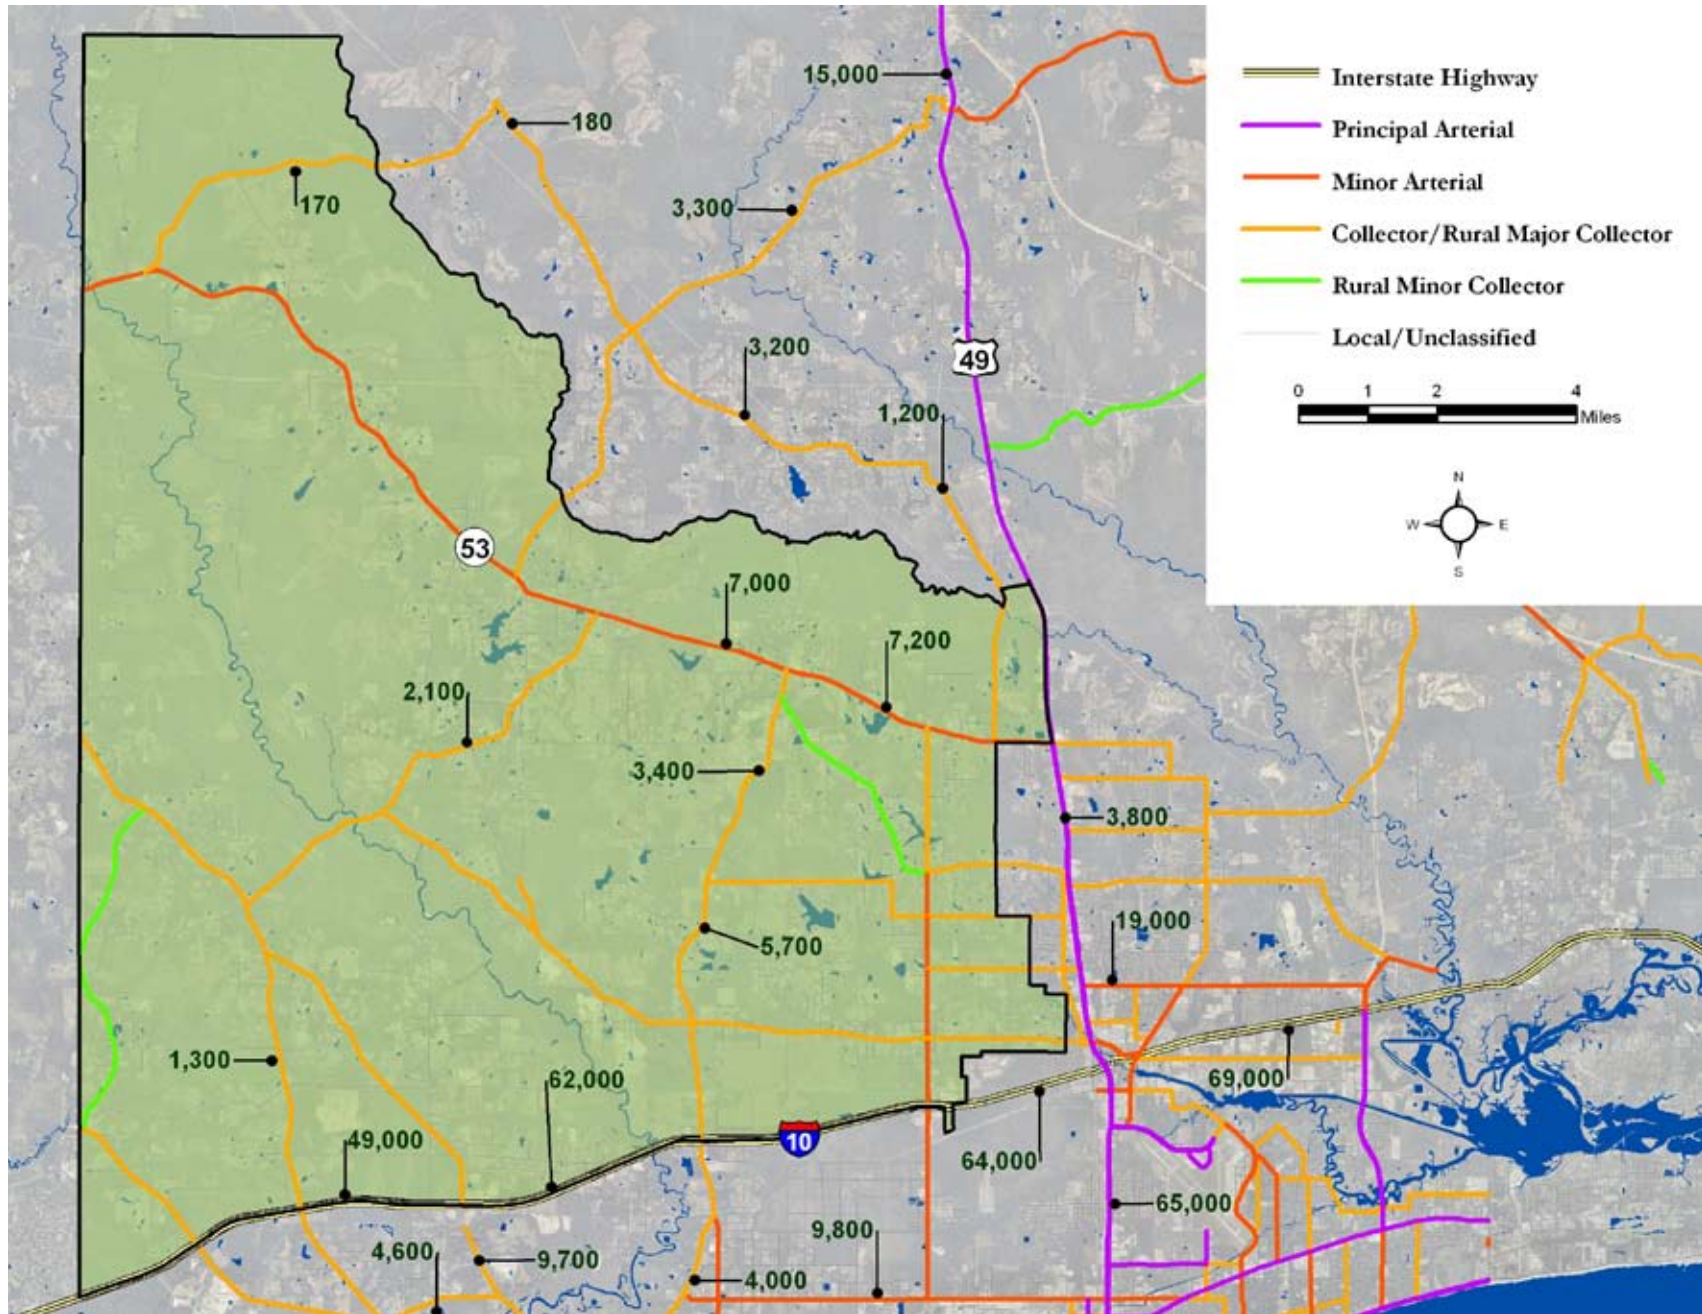 15,000
Interstate Highway
180
Principal Arterial
170
Minor Arterial
3,300
Collector/Rural Major Collector
Rural Minor Collector
3,200
49
Local/Unclassified
1,200
0 1 2 4
Miles
N
W E
S
53
7,000
7,200
2,100
3,400
3,800
5,700
19,000
1,300
62,000
69,000
49,000
10
64,000
65,000
4,600
9,700
9,800
4,000